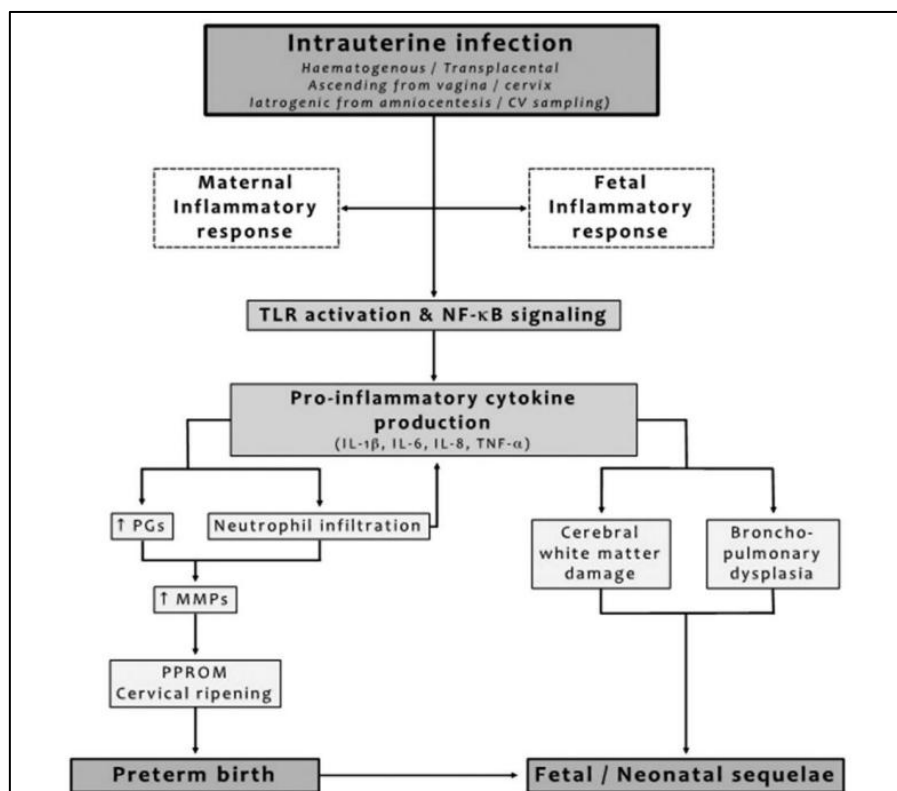 Intrauterine infection
Haematogenous / Transplacental
Ascending from vagina / cervix
Iatrogenic from amniocentesis / CV sampling)
Maternal
Inflammatory
response
Fetal
Inflammatory
response
TLR activation & NF-κB signaling
Pro-inflammatory cytokine
production
(IL-1β, IL-6, IL-8, TNF-α)
↑ PGs
Neutrophil infiltration
Cerebral
white matter
damage
Broncho-
pulmonary
dysplasia
↑ MMPs
PPROM
Cervical ripening
Preterm birth
Fetal / Neonatal sequelae